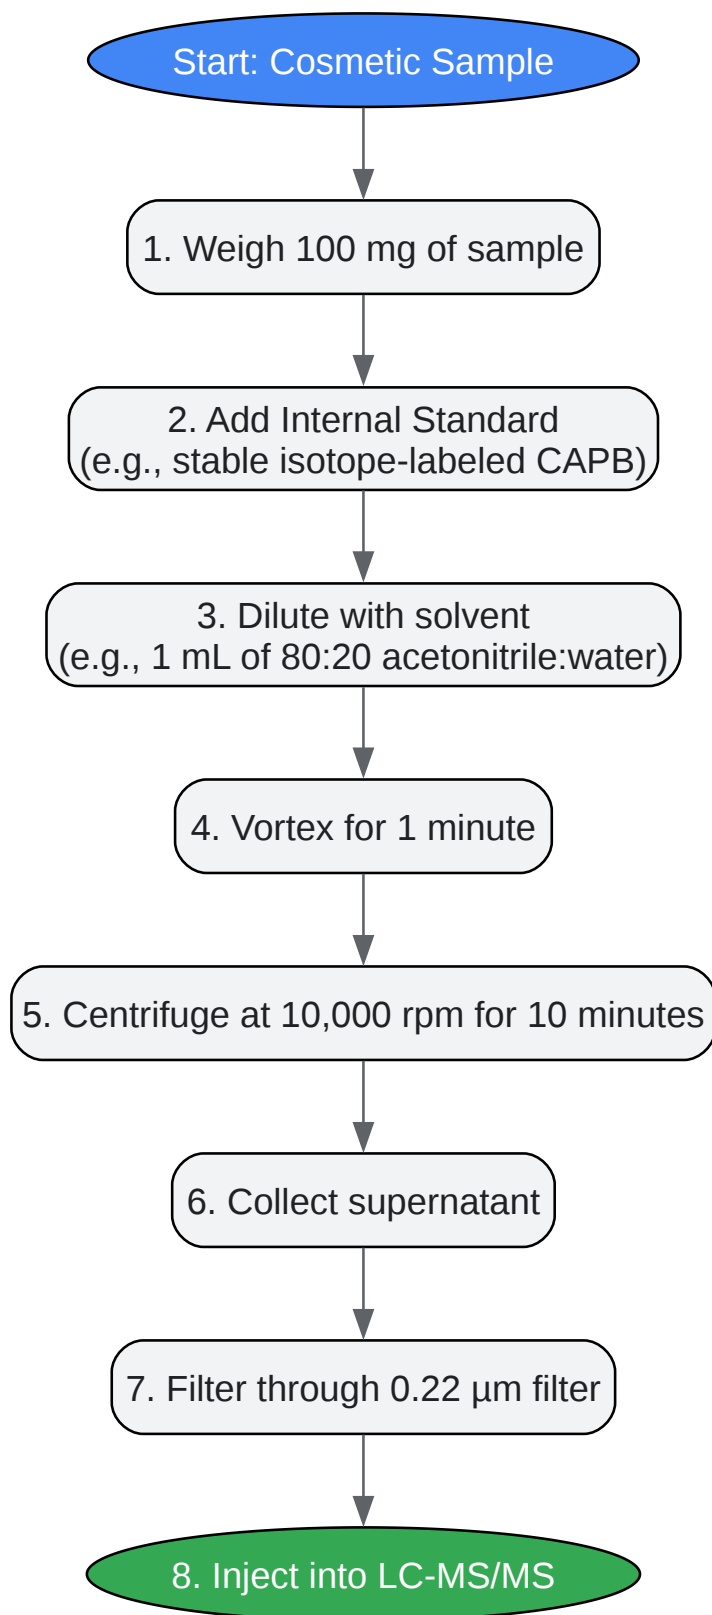 Start: Cosmetic Sample
1. Weigh 100 mg of sample
2. Add Internal Standard
(e.g., stable isotope-labeled CAPB)
3. Dilute with solvent
(e.g., 1 mL of 80:20 acetonitrile:water)
4. Vortex for 1 minute
5. Centrifuge at 10,000 rpm for 10 minutes
6. Collect supernatant
7. Filter through 0.22 µm filter
8. Inject into LC-MS/MS